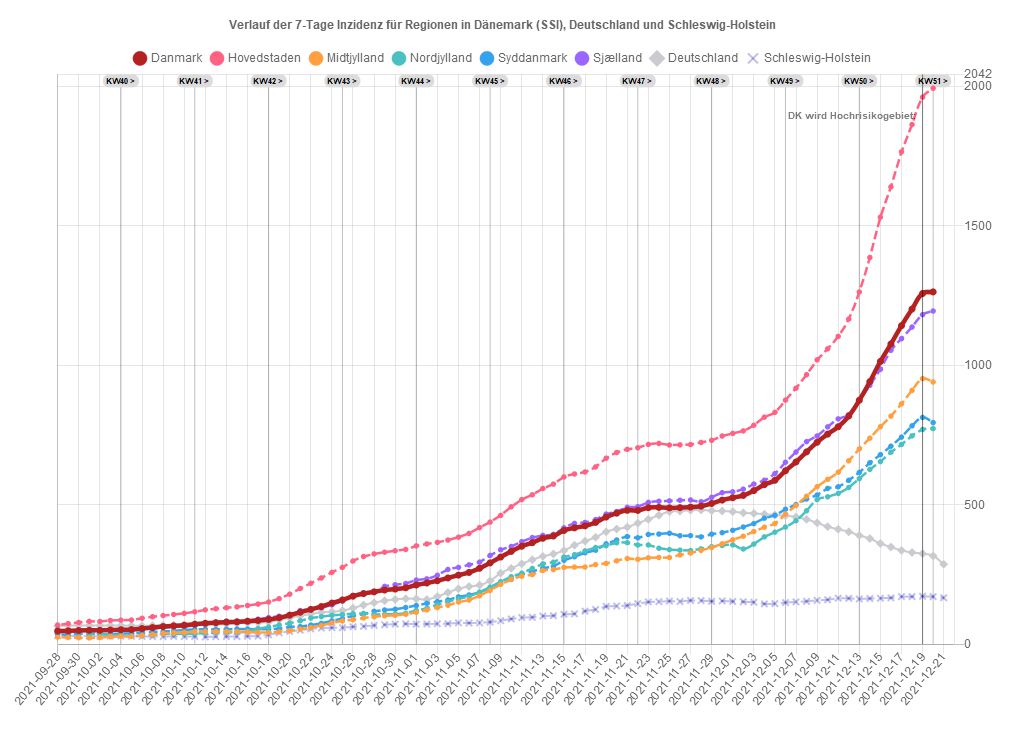 Verlauf der 7-Tage Inzidenz für Regionen in Dänemark (SSI), Deutschland und Schleswig-Holstein
Danmark Hovedstaden Midtjylland Nordjylland Syddanmark Sjælland Deutschland Schleswig-Holstein
KW40 > KW41 > KW42 > KW43 > KW44 > KW45 > KW46 > KW47 > KW48 > KW49 > KW50 > KW51 >
2042
2000
DK wird Hochrisikogebiet
1500
1000
500
0
2021-09-28 2021-09-30 2021-10-02 2021-10-04 2021-10-06 2021-10-08 2021-10-10 2021-10-12 2021-10-14 2021-10-16 2021-10-18 2021-10-20 2021-10-22 2021-10-24 2021-10-26 2021-10-28 2021-10-30 2021-11-01 2021-11-03 2021-11-05 2021-11-07 2021-11-09 2021-11-11 2021-11-13 2021-11-15 2021-11-17 2021-11-19 2021-11-21 2021-11-23 2021-11-25 2021-11-27 2021-11-29 2021-12-01 2021-12-03 2021-12-05 2021-12-07 2021-12-09 2021-12-11 2021-12-13 2021-12-15 2021-12-17 2021-12-19 2021-12-21